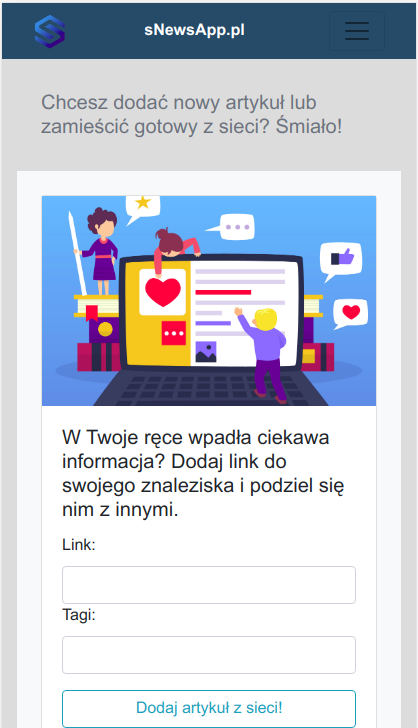 sNewsApp.pl
Chcesz dodać nowy artykuł lub
zamieścić gotowy z sieci? Śmiało!
W Twoje ręce wpadła ciekawa
informacja? Dodaj link do
swojego znaleziska i podziel się
nim z innymi.
Link:
Tagi:
Dodaj artykuł z sieci!